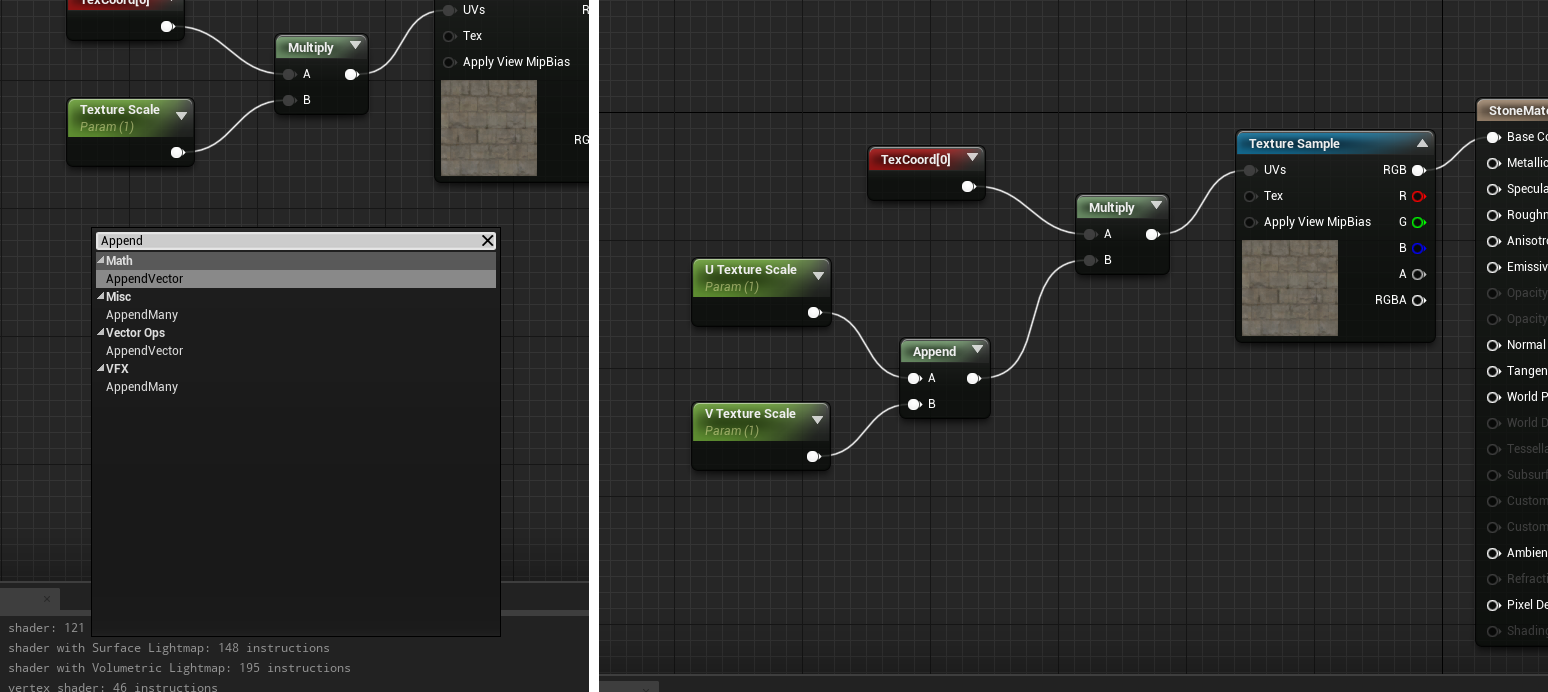 TexCoord[0]
UVs
Tex
Apply View MipBias
Multiply
A
B
Texture Scale
Param (1)
Append
Math
AppendVector
Misc
AppendMany
Vector Ops
AppendVector
VFX
AppendMany
shader: 121
shader with Surface Lightmap: 148 instructions
shader with Volumetric Lightmap: 195 instructions
vertex shader: 46 instructions
TexCoord[0]
Multiply
A
B
U Texture Scale
Param (1)
Append
A
B
V Texture Scale
Param (1)
Texture Sample
UVs RGB
Tex R
Apply View MipBias G
B
A
RGBA
StoneMate
Base Co
Metallic
Specula
Roughn
Anisotro
Emissiv
Opacity
Opacity
Normal
Tangen
World P
World D
Tessella
Subsurf
Custom
Custom
Ambien
Refracti
Pixel De
Shading